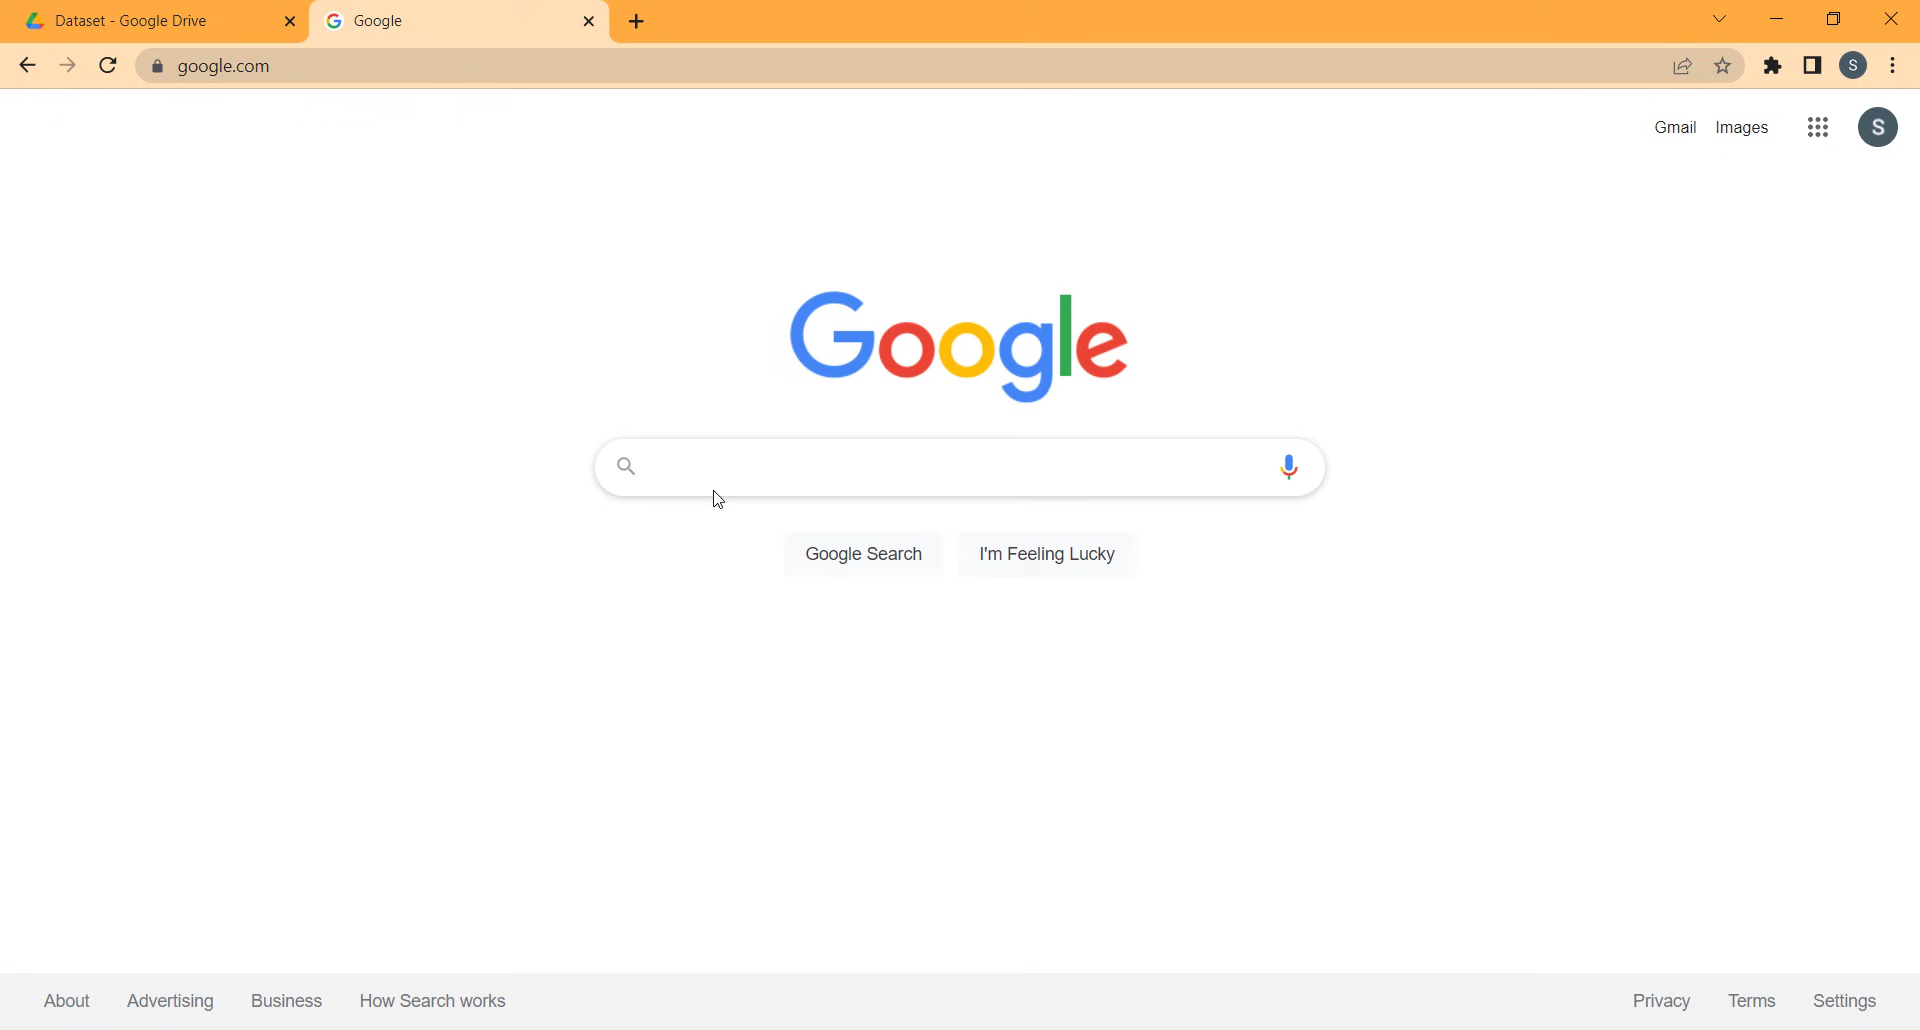 Dataset - Google Drive
Google
google.com
S
Gmail
Images
S
Google
Google Search
I'm Feeling Lucky
About
Advertising
Business
How Search works
Privacy
Terms
Settings